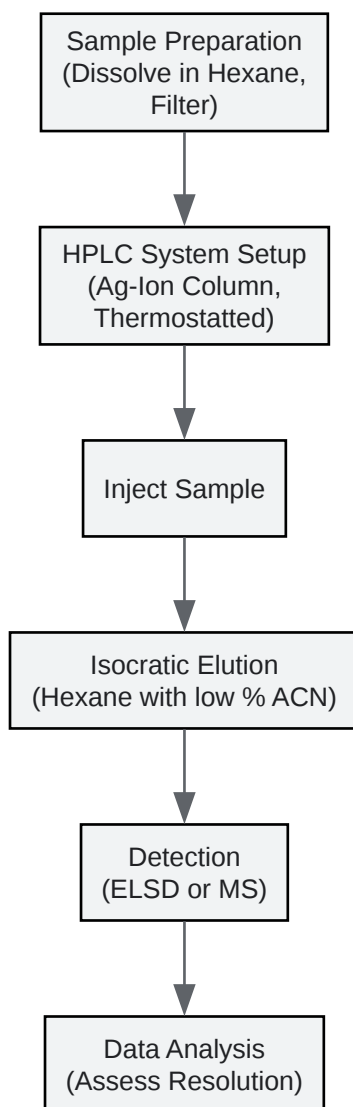 Sample Preparation
(Dissolve in Hexane,
Filter)
HPLC System Setup
(Ag-Ion Column,
Thermostatted)
Inject Sample
Isocratic Elution
(Hexane with low % ACN)
Detection
(ELSD or MS)
Data Analysis
(Assess Resolution)